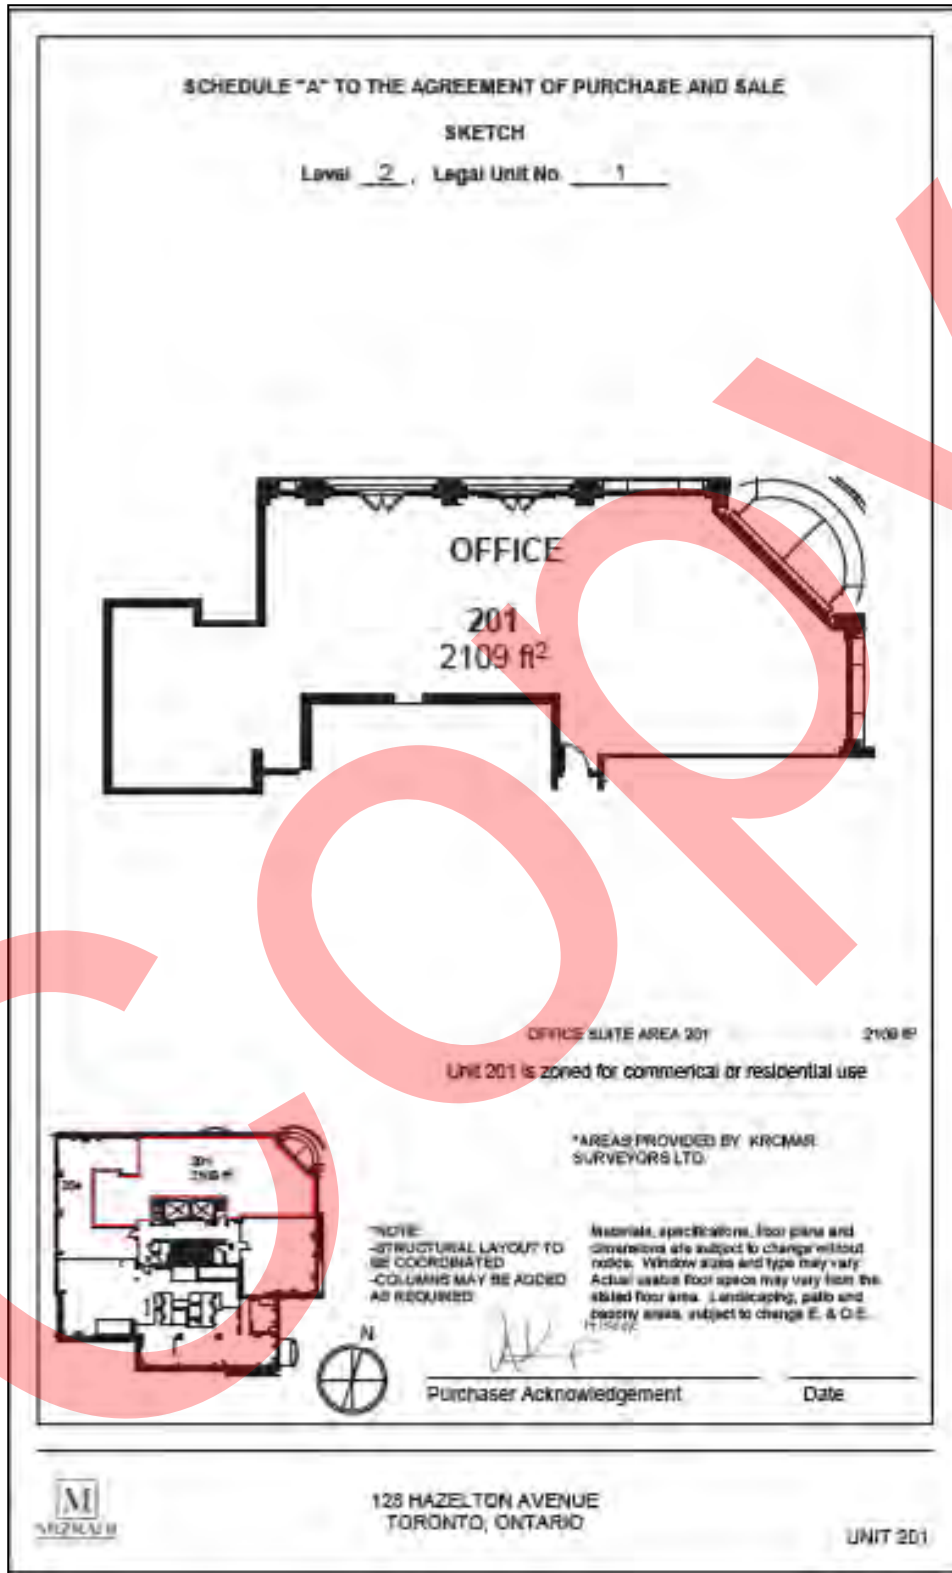 SCHEDULE "A" TO THE AGREEMENT OF PURCHASE AND SALE
SKETCH
Level 2, Legal Unit No. 1
OFFICE
201
2109 ft²
OFFICE SUITE AREA 201 2109 ft²
Unit 201 is zoned for commerical or residential use
*AREAS PROVIDED BY KRCMAR
SURVEYORS LTD.
201
2109 ft²
*NOTE:
-STRUCTURAL LAYOUT TO
BE COORDINATED
-COLUMNS MAY BE ADDED
AS REQUIRED
Materials, specifications, floor plans and
dimensions are subject to change without
notice. Window sizes and type may vary.
Actual usable floor space may vary from the
stated floor area. Landscaping, patio and
balcony areas, subject to change E. & O.E.
N
Purchaser Acknowledgement Date
M
MIZRAHI
128 HAZELTON AVENUE
TORONTO, ONTARIO
UNIT 201
Copy